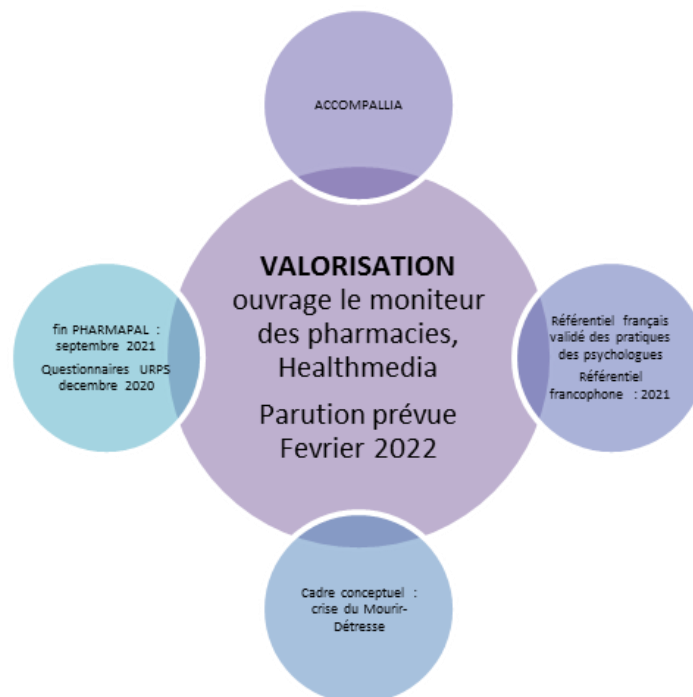 ACCOMPALLIA
VALORISATION
ouvrage le moniteur
des pharmacies,
Healthmedia
Parution prévue
Fevrier 2022
fin PHARMAPAL :
septembre 2021
Questionnaires URPS
decembre 2020
Référentiel français
validé des pratiques
des psychologues
Référentiel
francophone : 2021
Cadre conceptuel :
crise du Mourir-
Détresse